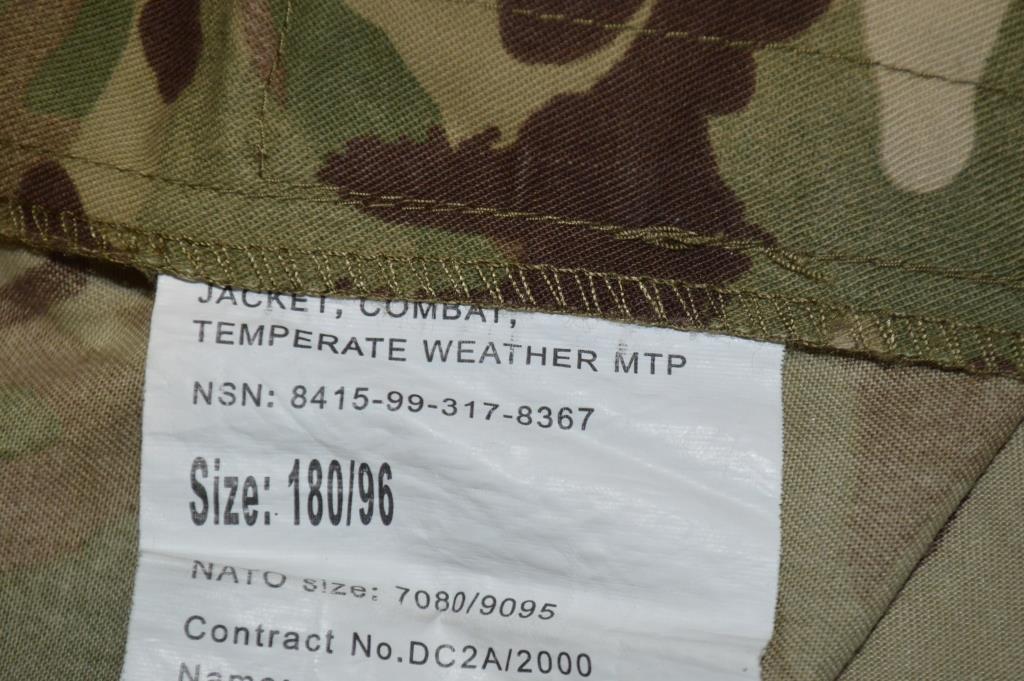 JACKET, COMBAT,
TEMPERATE WEATHER MTP
NSN: 8415-99-317-8367
Size: 180/96
NATO size: 7080/9095
Contract No.DC2A/2000
Name: